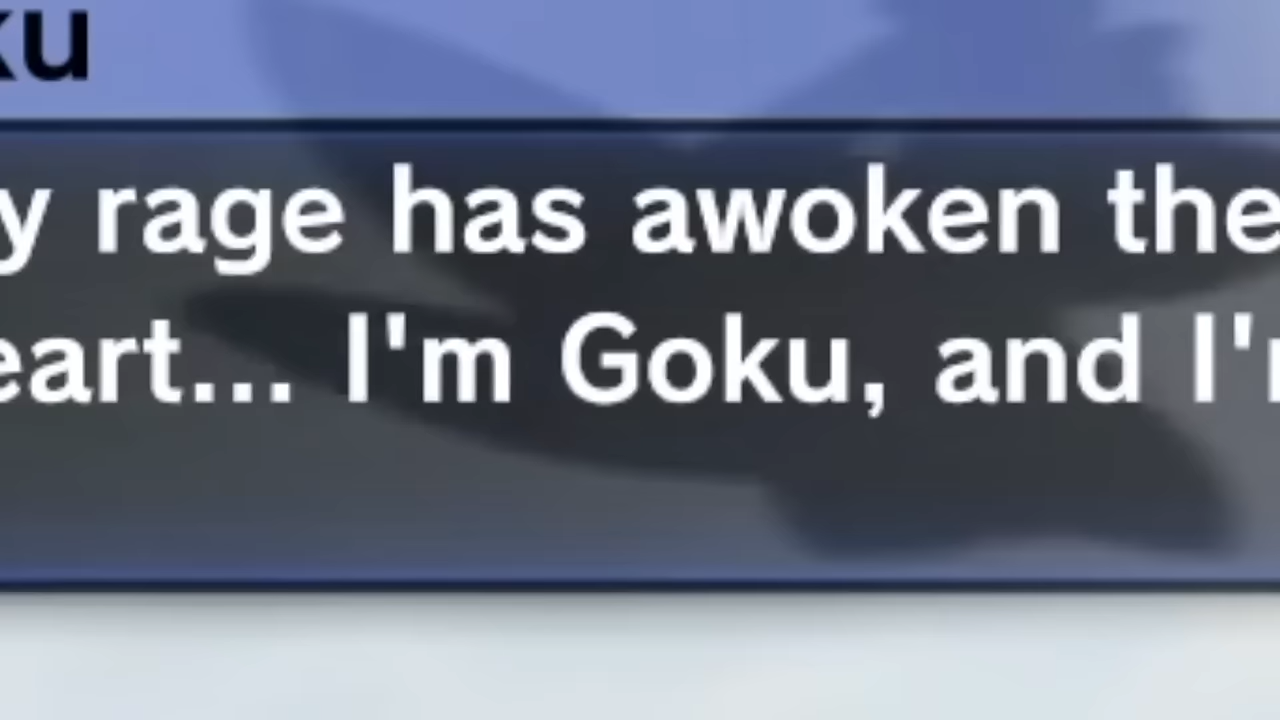 ku
y rage has awoken the
eart... I'm Goku, and I'